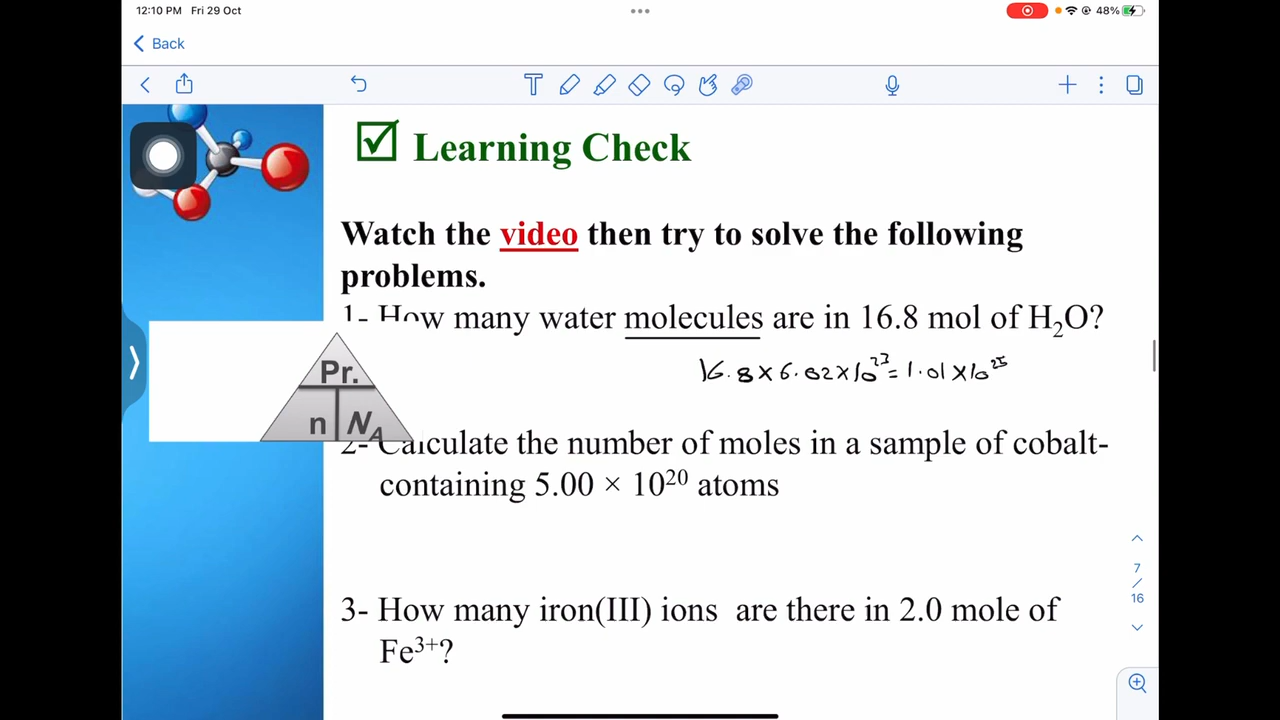 12:10 PM Fri 29 Oct
48%
Back
Learning Check
Watch the video then try to solve the following
problems.
1- How many water molecules are in 16.8 mol of H₂O?
16.8 × 6.02 × 10²³ = 1.01 × 10²⁵
Pr.
n N_A
2- Calculate the number of moles in a sample of cobalt-
containing 5.00 × 10²⁰ atoms
3- How many iron(III) ions are there in 2.0 mole of
Fe³⁺?
7
/
16